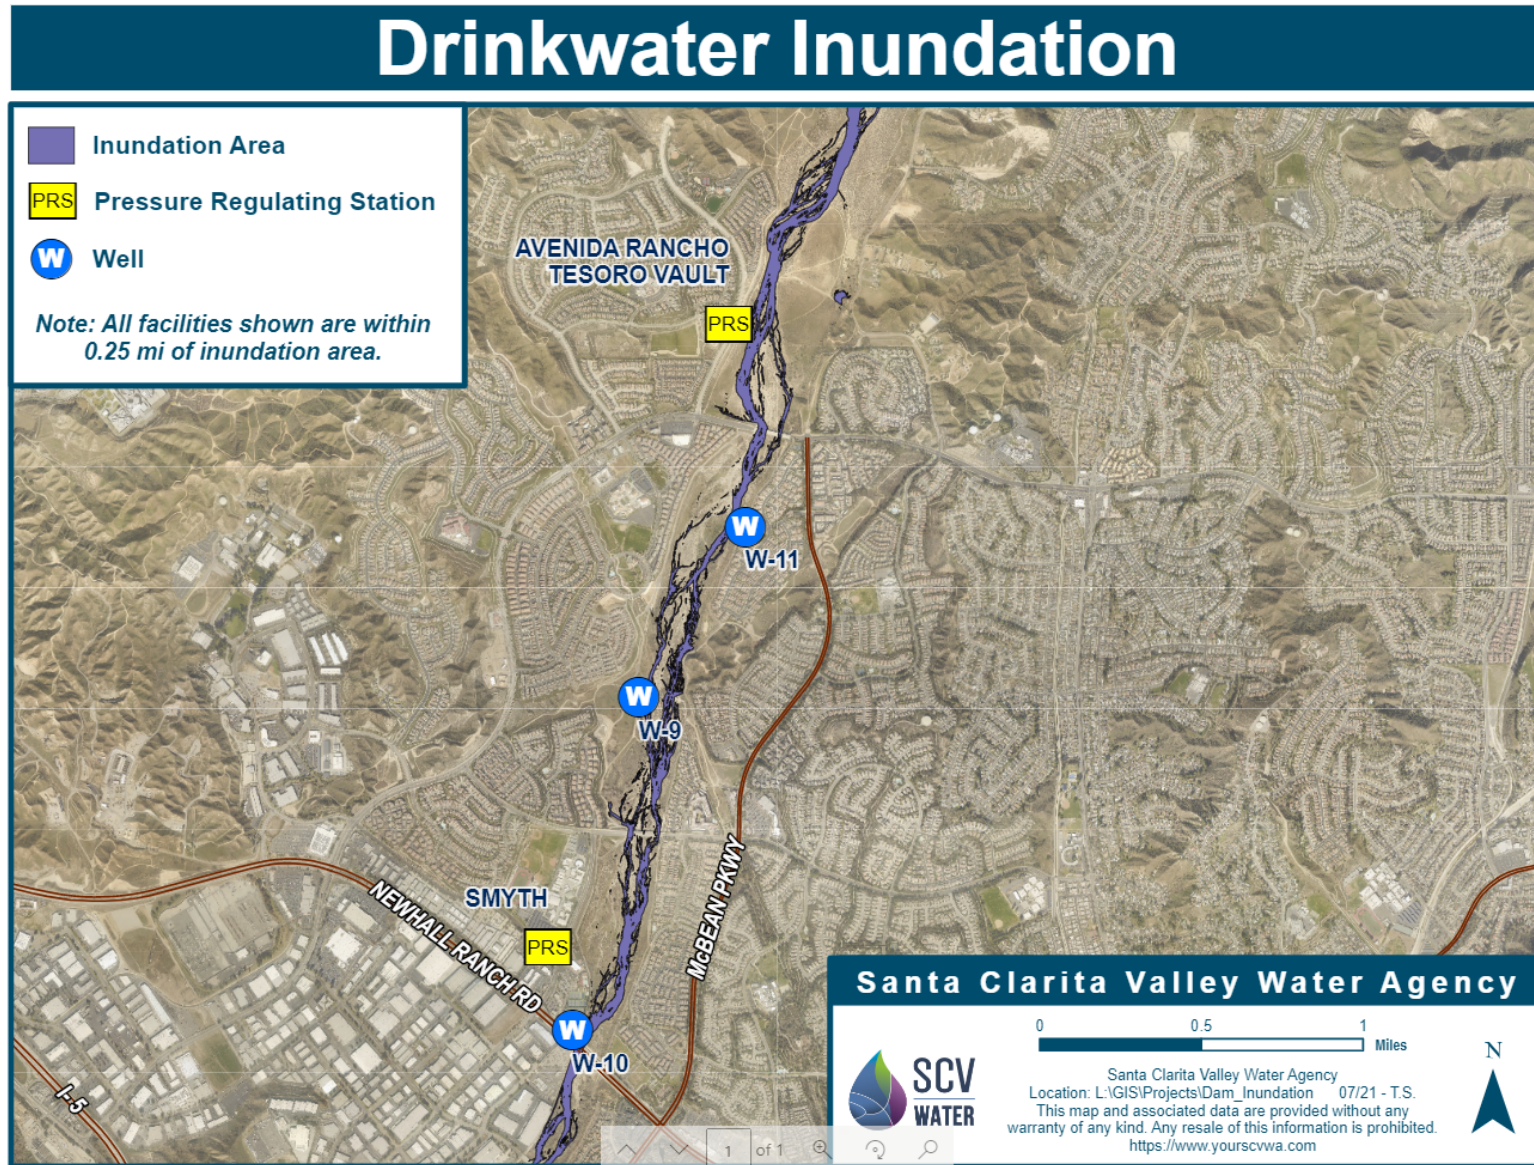 Drinkwater Inundation
Inundation Area
PRS
Pressure Regulating Station
W
Well
Note: All facilities shown are within
0.25 mi of inundation area.
AVENIDA RANCHO
TESORO VAULT
PRS
W
W-11
W
W-9
SMYTH
PRS
NEWHALL RANCH RD
McBEAN PKWY
W
W-10
I-5
Santa Clarita Valley Water Agency
0 0.5 1
Miles
N
SCV
WATER
Santa Clarita Valley Water Agency
Location: L:\GIS\Projects\Dam_Inundation 07/21 - T.S.
This map and associated data are provided without any
warranty of any kind. Any resale of this information is prohibited.
https://www.yourscvwa.com
1 of 1